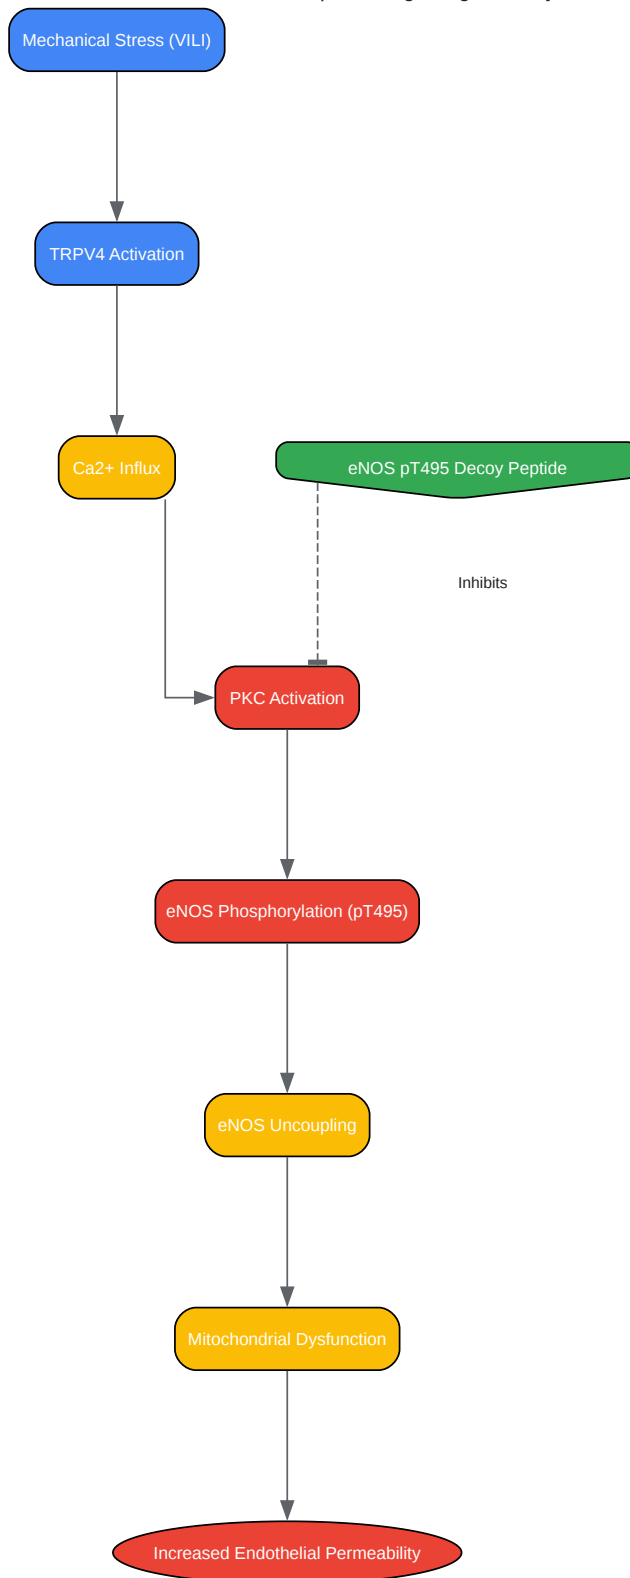 Mechanical Stress (VILI)
TRPV4 Activation
Ca2+ Influx
eNOS pT495 Decoy Peptide
Inhibits
PKC Activation
eNOS Phosphorylation (pT495)
eNOS Uncoupling
Mitochondrial Dysfunction
Increased Endothelial Permeability